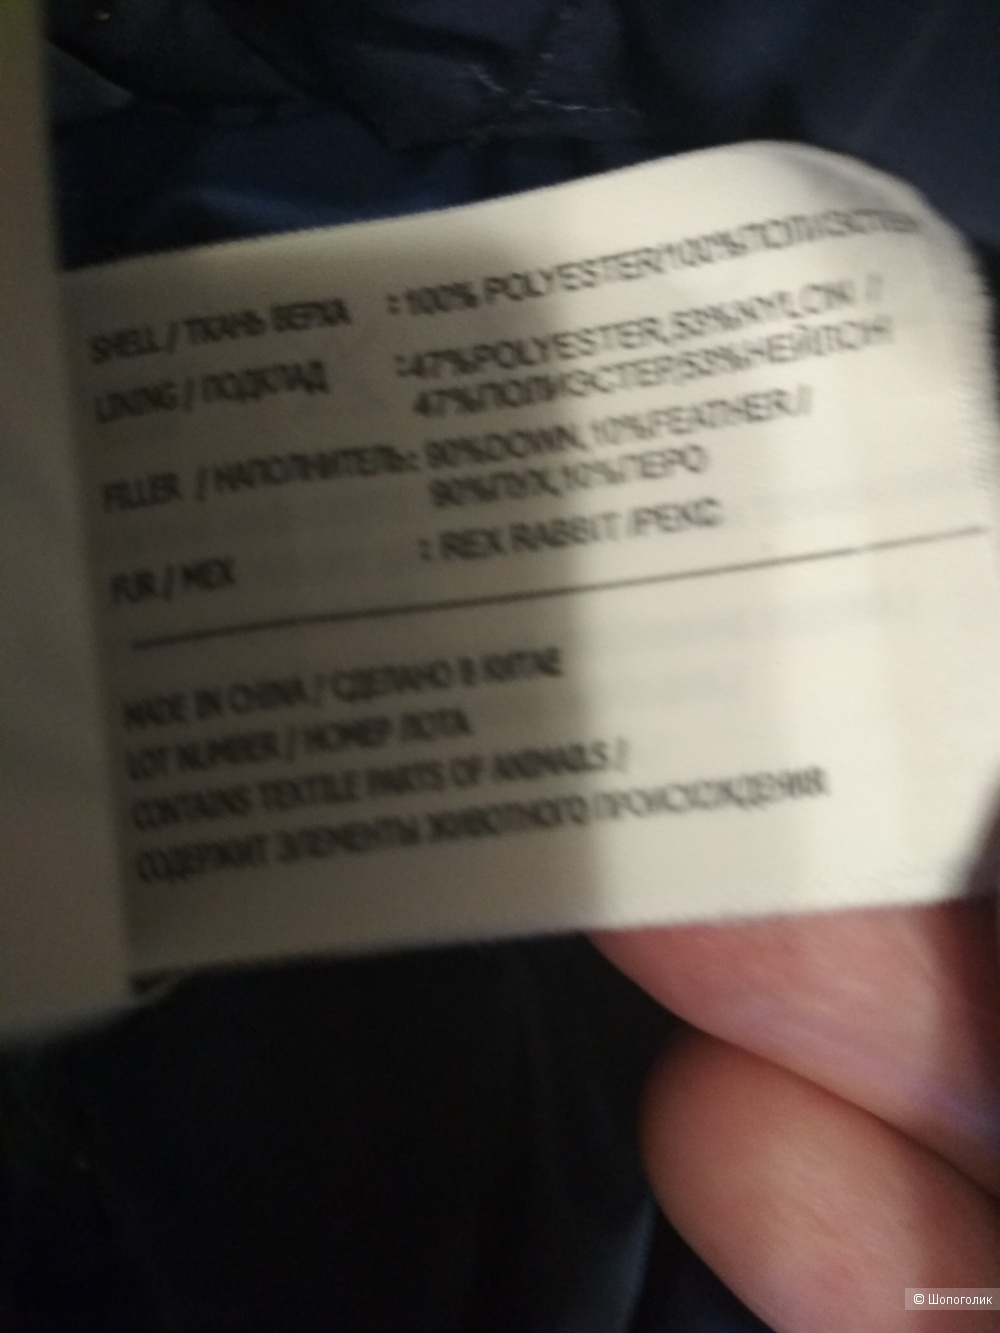 SHELL / ТКАНЬ ВЕРХА : 100% POLYESTER/100%ПОЛИЭСТЕР
LINING / ПОДКЛАД : 47%POLYESTER,53%NYLON //
47%ПОЛИЭСТЕР,53%НЕЙЛОН
FILLER / НАПОЛНИТЕЛЬ: 90%DOWN, 10%FEATHER //
90%ПУХ,10%ПЕРО
FUR / МЕХ : REX RABBIT /РЕКС
MADE IN CHINA / СДЕЛАНО В КИТАЕ
LOT NUMBER / НОМЕР ЛОТА
CONTAINS TEXTILE PARTS OF ANIMALS /
СОДЕРЖИТ ЭЛЕМЕНТЫ ЖИВОТНОГО ПРОИСХОЖДЕНИЯ
© Шопоголик